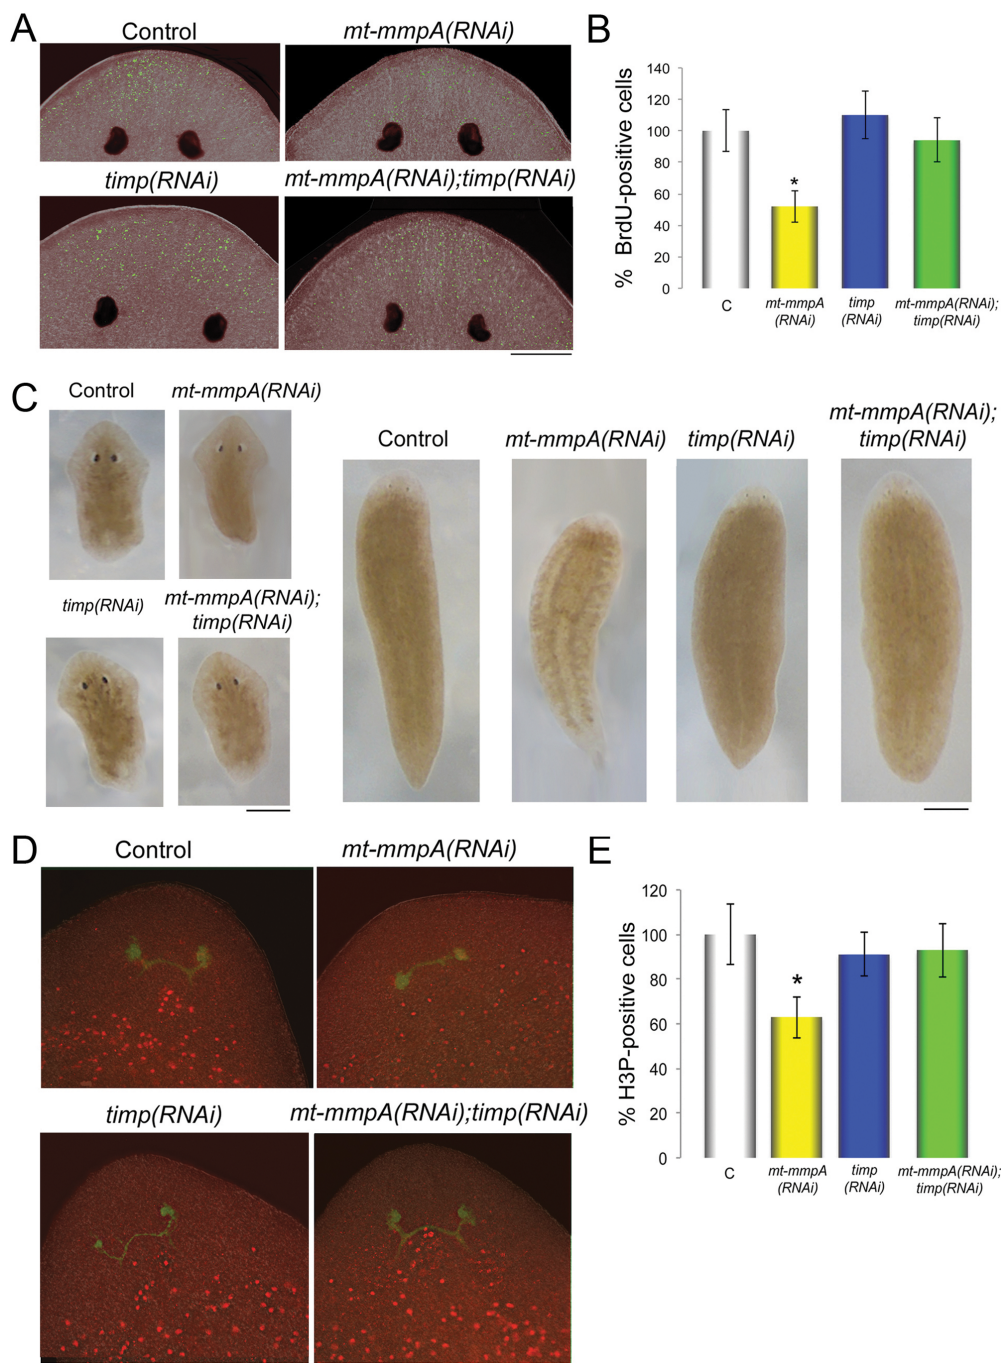 A
Control
mt-mmpA(RNAi)
timp(RNAi)
mt-mmpA(RNAi);timp(RNAi)
B
% BrdU-positive cells
140
120
100
80
60
40
20
0
*
C
mt-mmpA
(RNAi)
timp
(RNAi)
mt-mmpA(RNAi);
timp(RNAi)
C
Control
mt-mmpA(RNAi)
timp(RNAi)
mt-mmpA(RNAi);
timp(RNAi)
Control
mt-mmpA(RNAi)
timp(RNAi)
mt-mmpA(RNAi);
timp(RNAi)
D
Control
mt-mmpA(RNAi)
timp(RNAi)
mt-mmpA(RNAi);timp(RNAi)
E
% H3P-positive cells
120
100
80
60
40
20
0
*
C
mt-mmpA
(RNAi)
timp
(RNAi)
mt-mmpA(RNAi);
timp(RNAi)